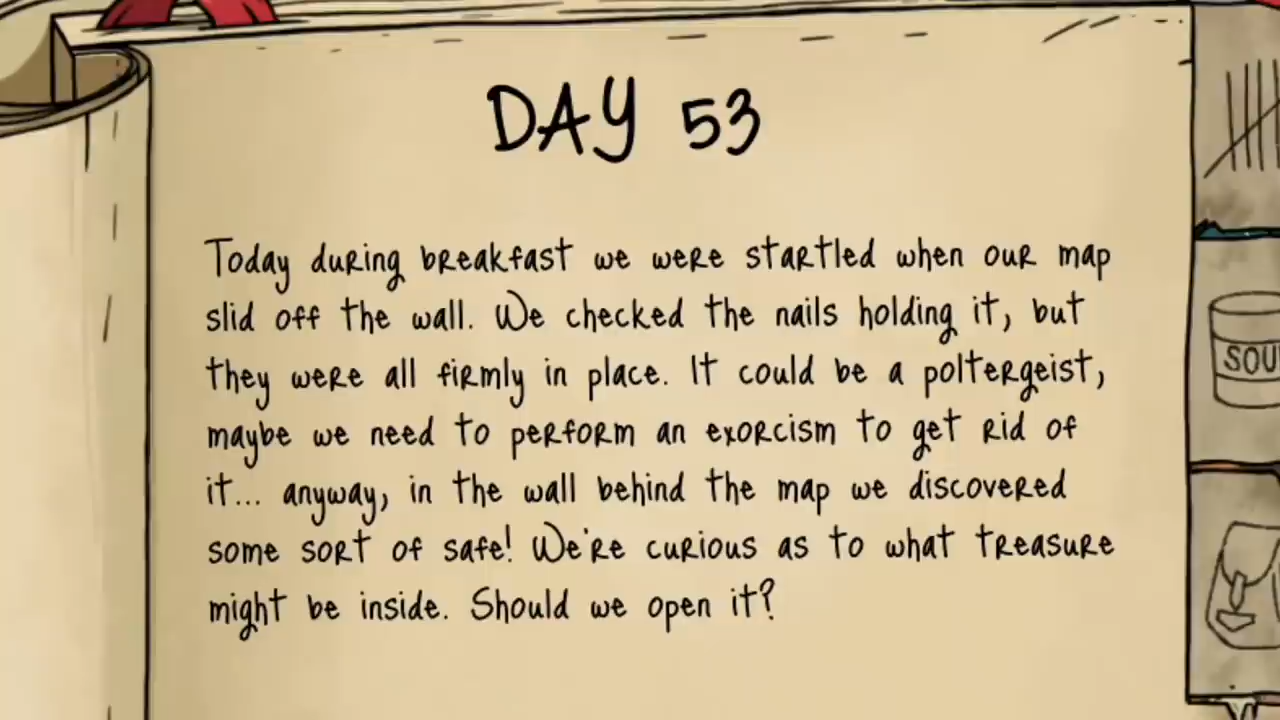 DAY 53
Today during breakfast we were startled when our map
slid off the wall. We checked the nails holding it, but
they were all firmly in place. It could be a poltergeist,
maybe we need to perform an exorcism to get rid of
it... anyway, in the wall behind the map we discovered
some sort of safe! We're curious as to what treasure
might be inside. Should we open it?
SOU